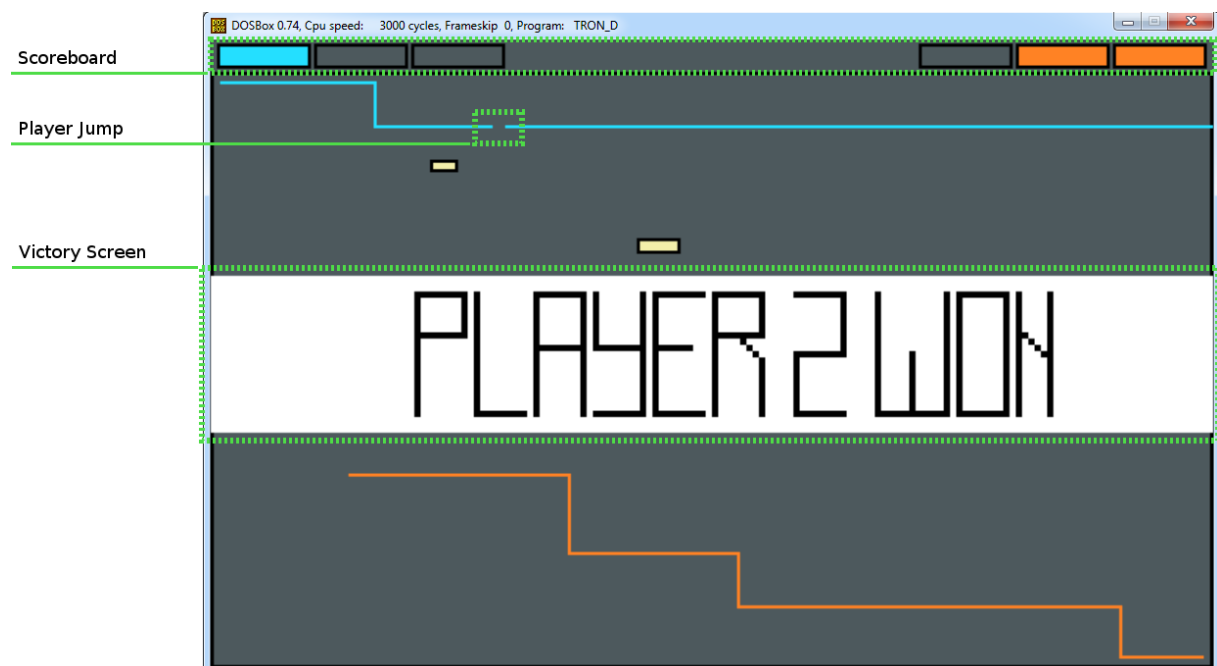 DOSBox 0.74, Cpu speed: 3000 cycles, Frameskip 0, Program: TRON_D
Scoreboard
Player Jump
Victory Screen
PLAYER 2 WON